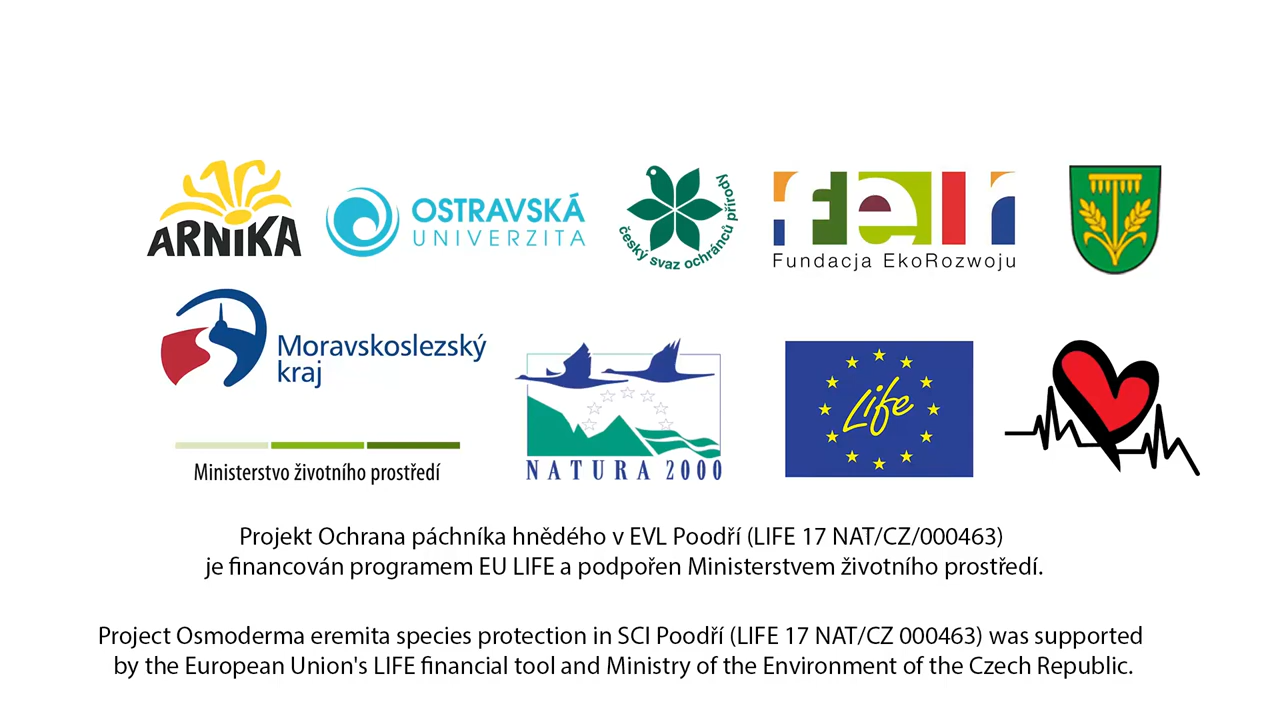 ARNIKA
OSTRAVSKÁ
UNIVERZITA
český svaz ochránců přírody
fer
Fundacja EkoRozwoju
Moravskoslezský
kraj
Life
NATURA 2000
Ministerstvo životního prostředí
Projekt Ochrana páchníka hnědého v EVL Poodří (LIFE 17 NAT/CZ/000463)
je financován programem EU LIFE a podpořen Ministerstvem životního prostředí.
Project Osmoderma eremita species protection in SCI Poodří (LIFE 17 NAT/CZ 000463) was supported
by the European Union's LIFE financial tool and Ministry of the Environment of the Czech Republic.